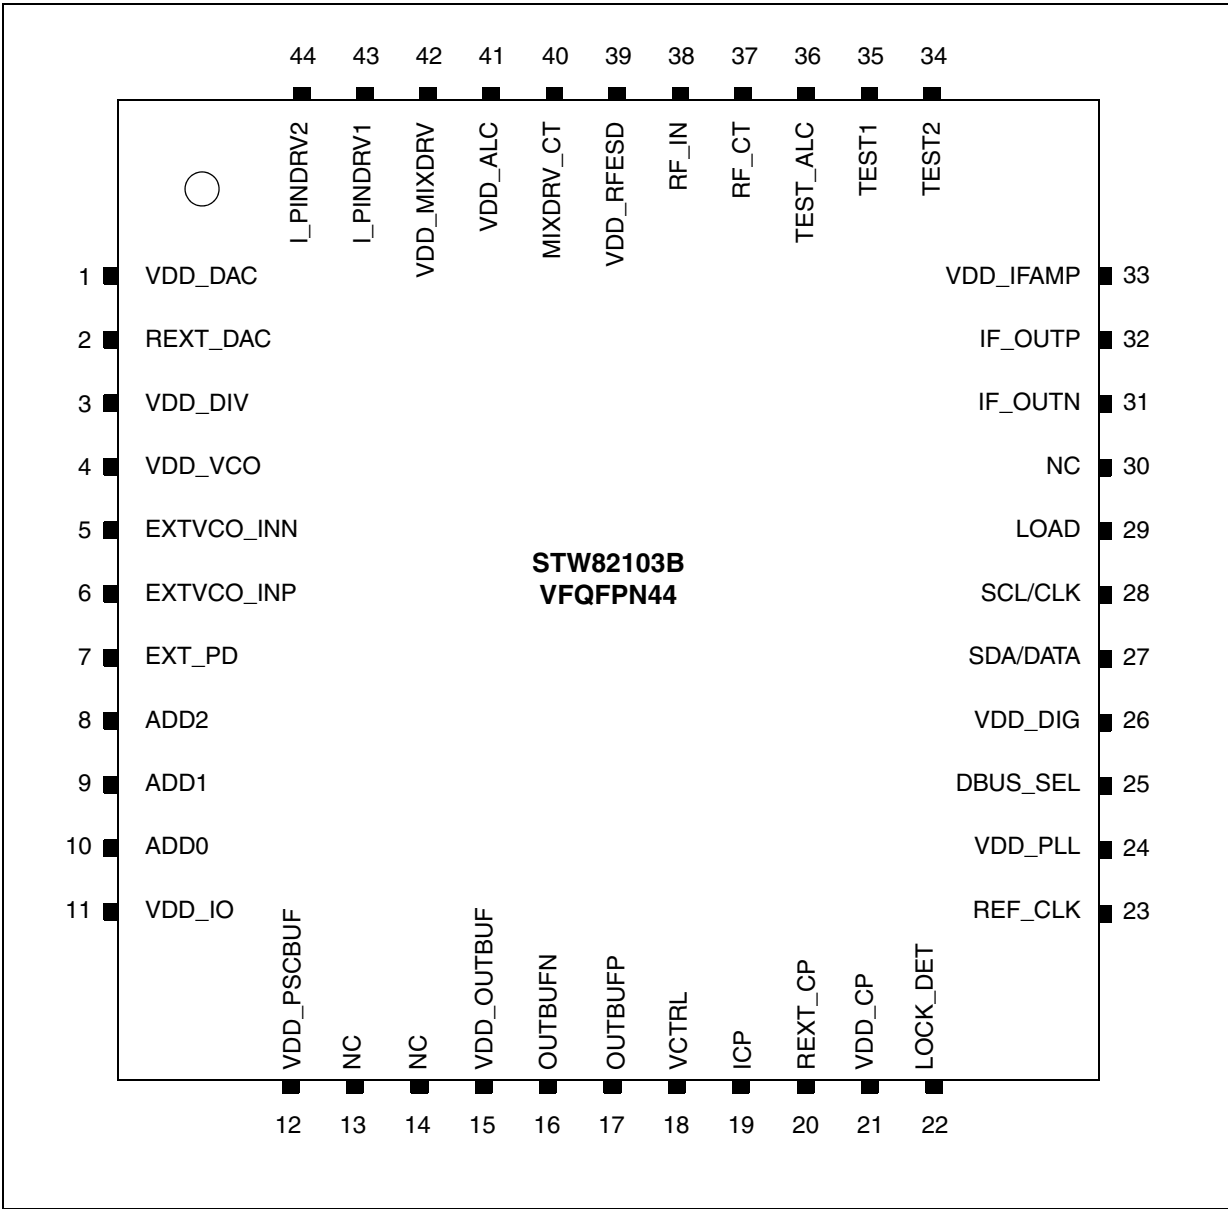 44 43 42 41 40 39 38 37 36 35 34
I_PINDRV2
I_PINDRV1
VDD_MIXDRV
VDD_ALC
MIXDRV_CT
VDD_RFESD
RF_IN
RF_CT
TEST_ALC
TEST1
TEST2
1 VDD_DAC
2 REXT_DAC
3 VDD_DIV
4 VDD_VCO
5 EXTVCO_INN
6 EXTVCO_INP
7 EXT_PD
8 ADD2
9 ADD1
10 ADD0
11 VDD_IO
STW82103B
VFQFPN44
VDD_IFAMP 33
IF_OUTP 32
IF_OUTN 31
NC 30
LOAD 29
SCL/CLK 28
SDA/DATA 27
VDD_DIG 26
DBUS_SEL 25
VDD_PLL 24
REF_CLK 23
VDD_PSCBUF
NC
NC
VDD_OUTBUF
OUTBUFN
OUTBUFP
VCTRL
ICP
REXT_CP
VDD_CP
LOCK_DET
12 13 14 15 16 17 18 19 20 21 22